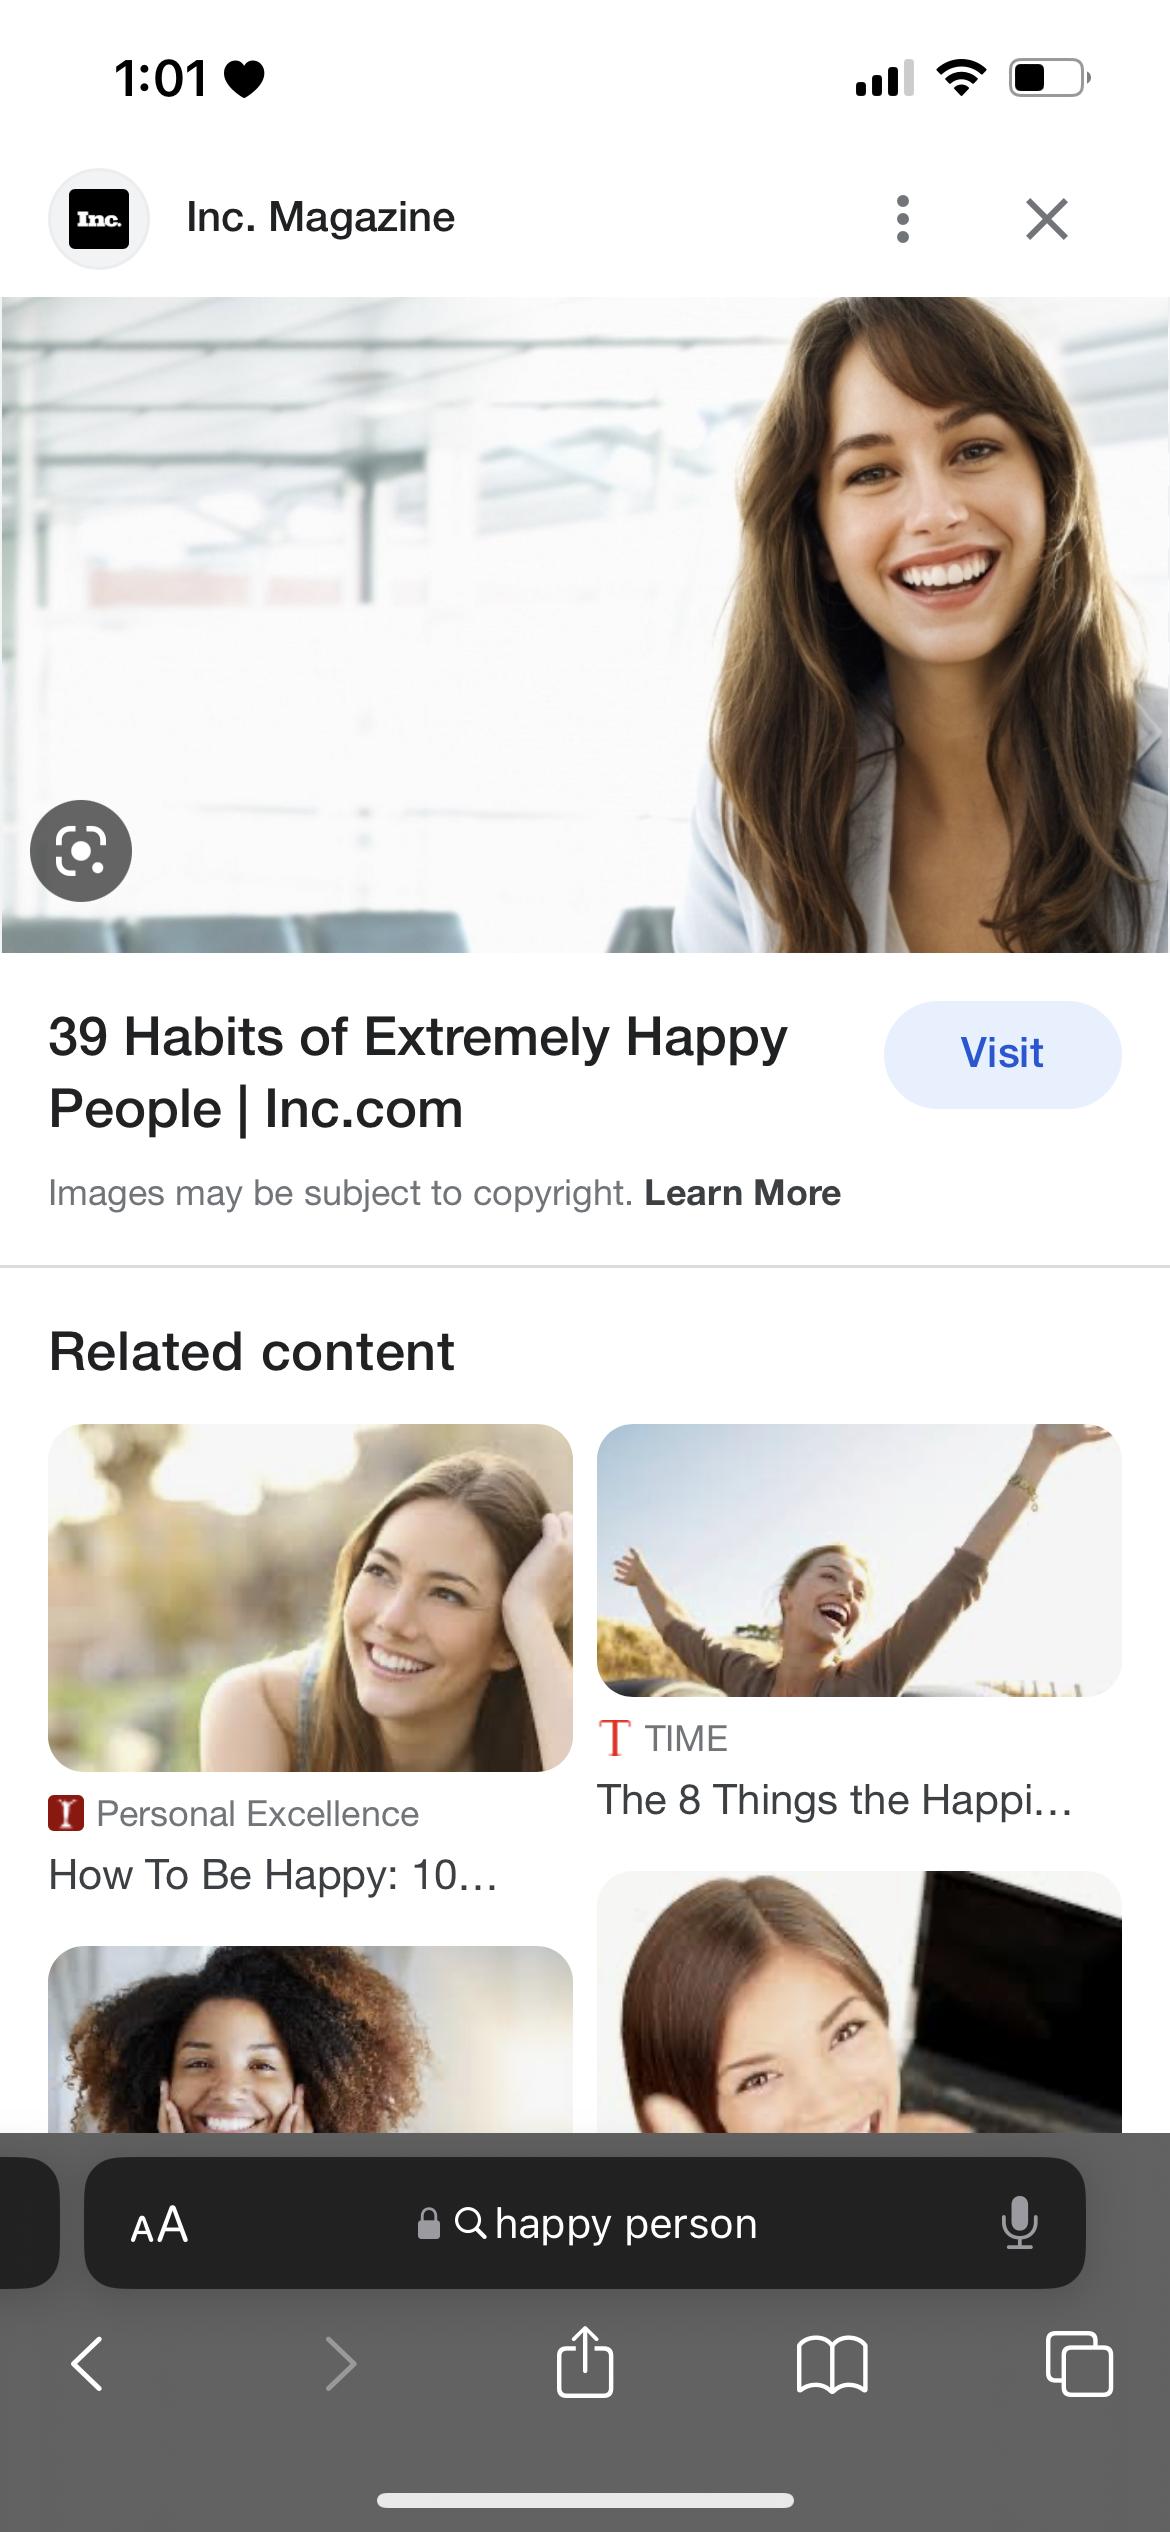 1:01
Inc.
Inc. Magazine
39 Habits of Extremely Happy
People | Inc.com
Visit
Images may be subject to copyright. Learn More
Related content
Personal Excellence
How To Be Happy: 10...
T TIME
The 8 Things the Happi...
AA
happy person